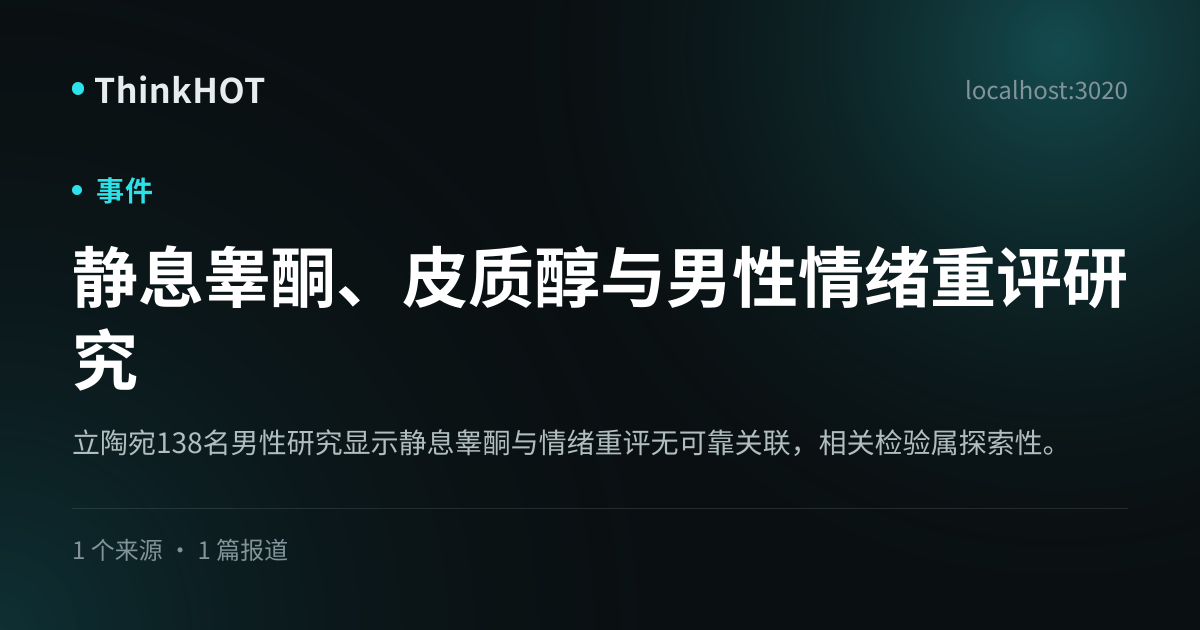 ThinkHOT
localhost:3020
事件
静息睾酮、皮质醇与男性情绪重评研
究
立陶宛138名男性研究显示静息睾酮与情绪重评无可靠关联，相关检验属探索性。
1 个来源 · 1 篇报道